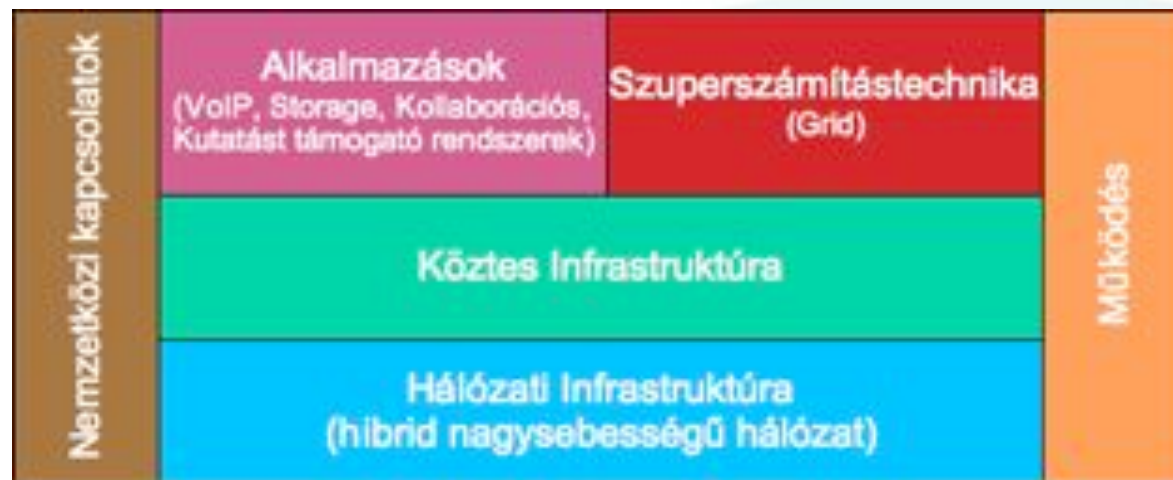 Nemzetközi kapcsolatok
Alkalmazások
(VoIP, Storage, Kollaborációs,
Kutatást támogató rendszerek)
Szuperszámítástechnika
(Grid)
Köztes Infrastruktúra
Hálózati Infrastruktúra
(hibrid nagysebességű hálózat)
Működés